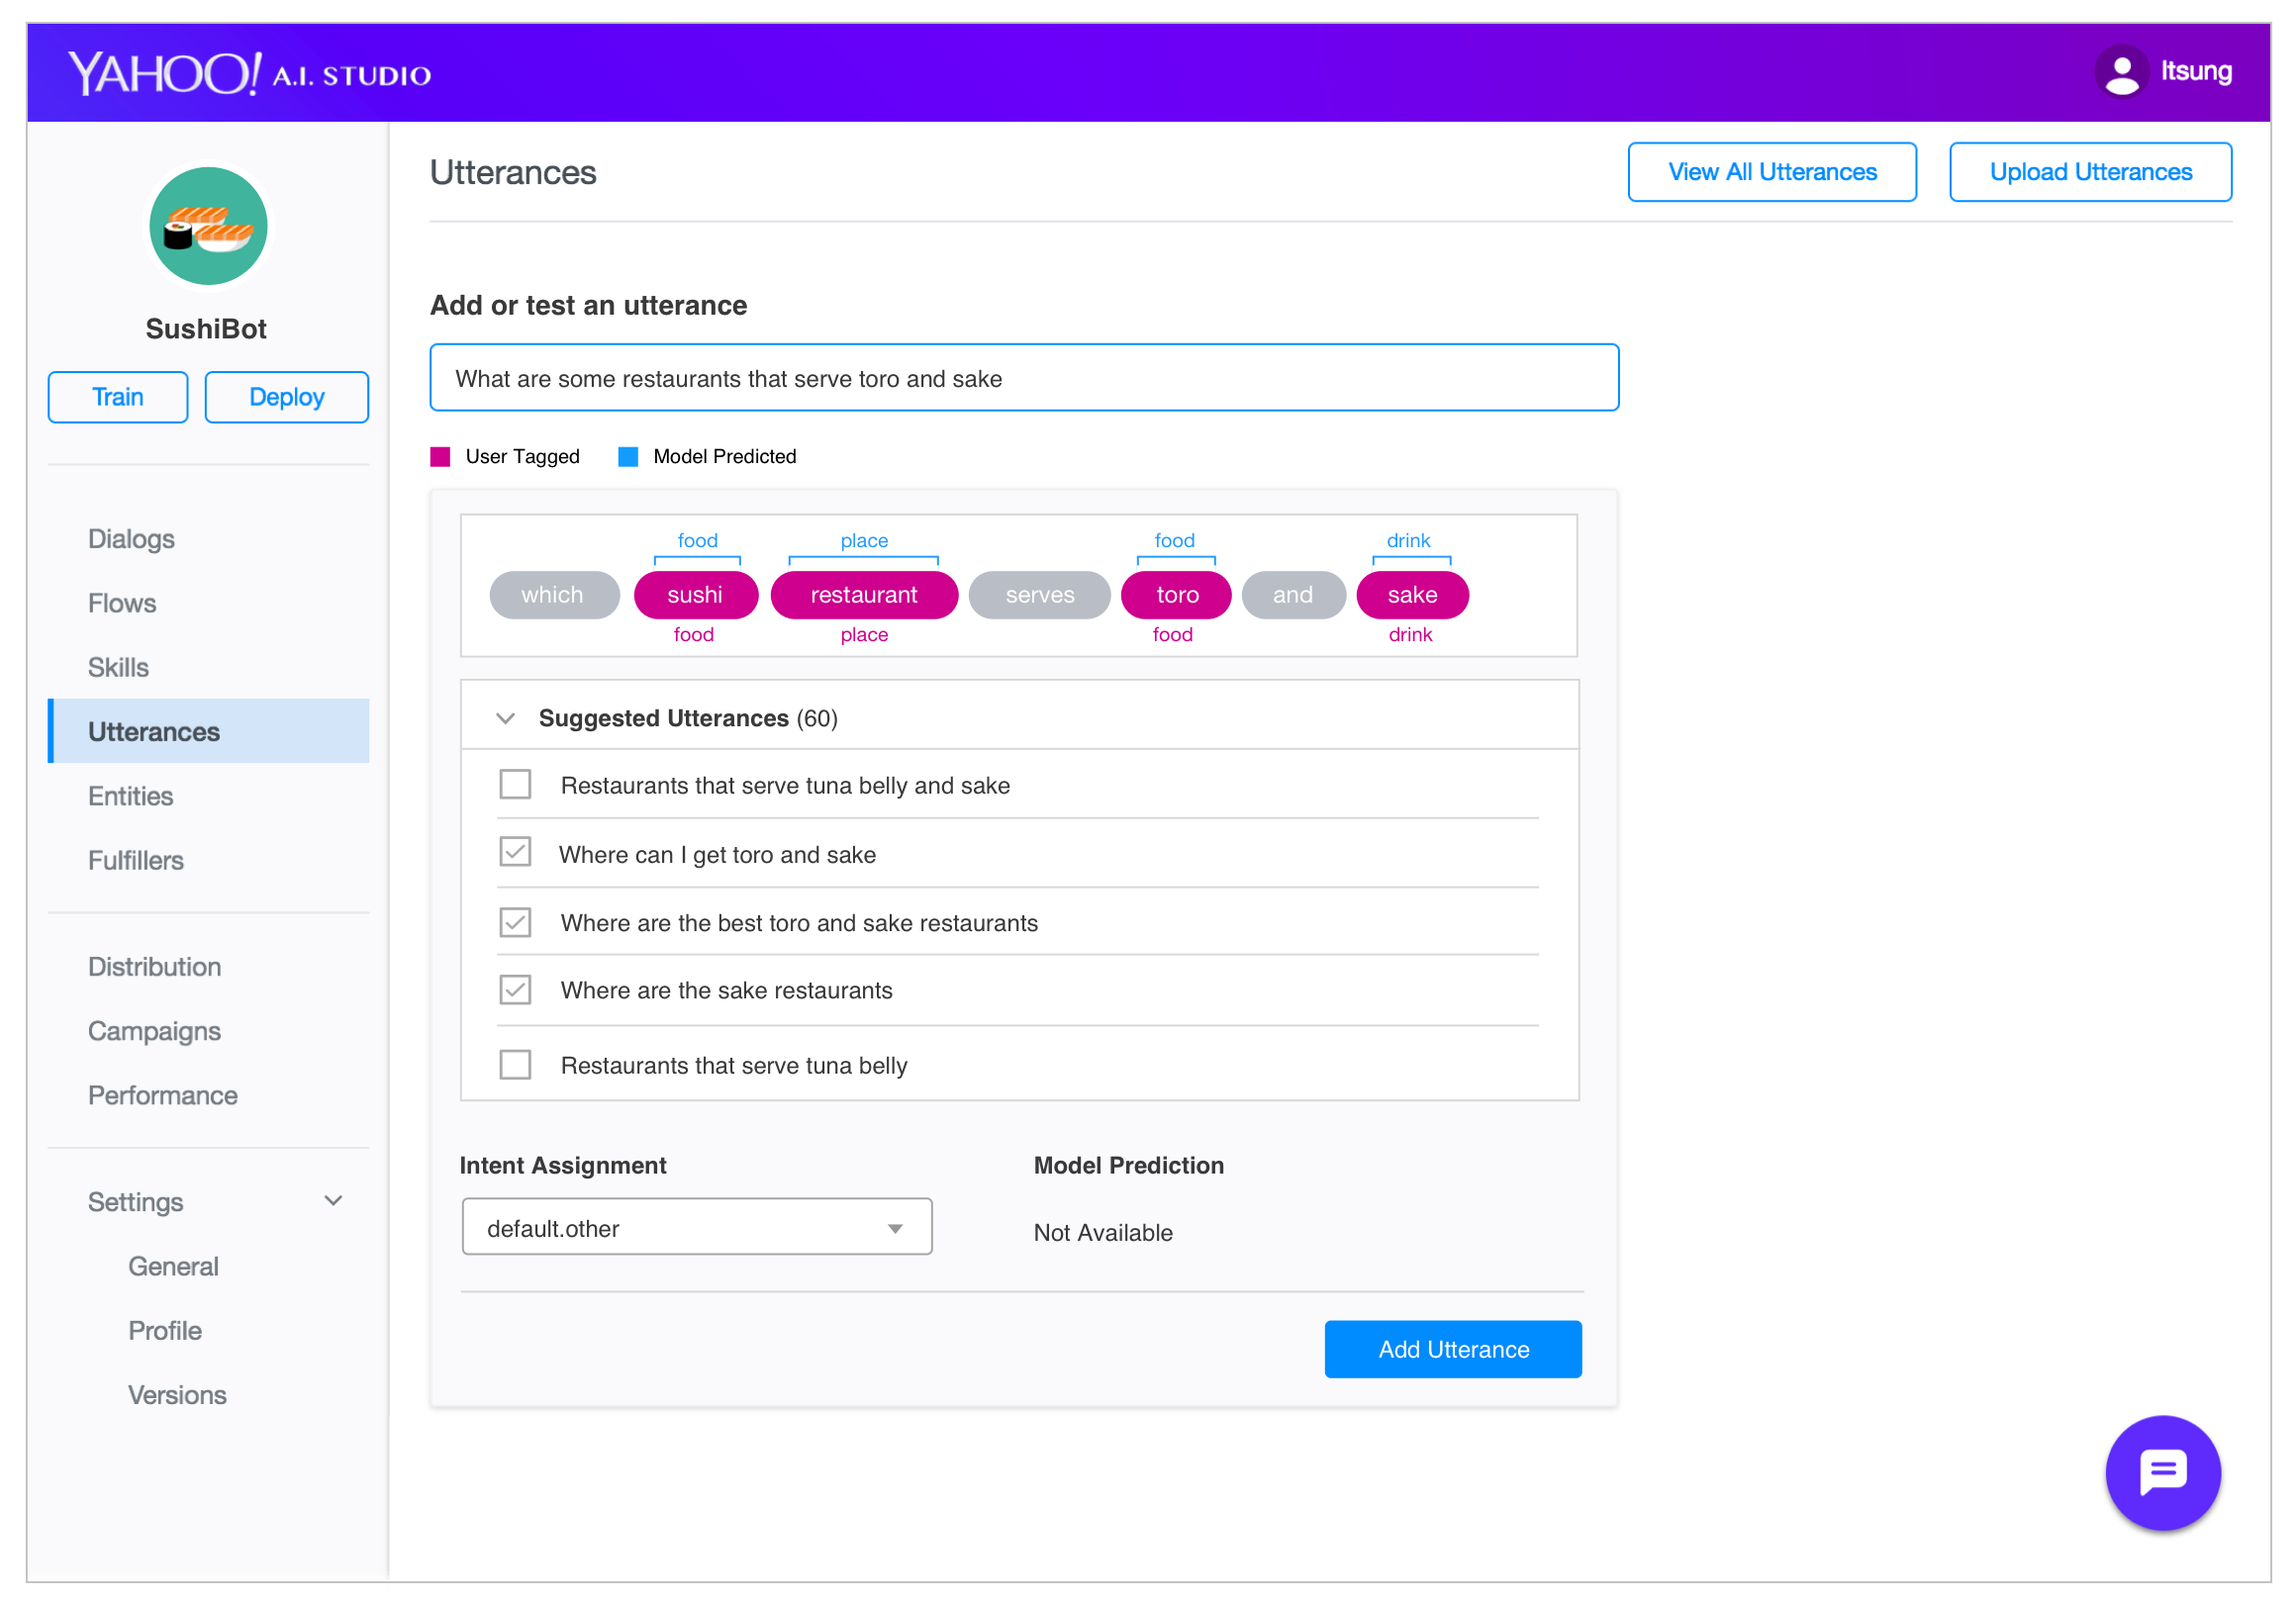 YAHOO! A.I. STUDIO
ltsung
SushiBot
Train
Deploy
Dialogs
Flows
Skills
Utterances
Entities
Fulfillers
Distribution
Campaigns
Performance
Settings
General
Profile
Versions
Utterances
View All Utterances
Upload Utterances
Add or test an utterance
What are some restaurants that serve toro and sake
User Tagged
Model Predicted
food place food drink
which sushi restaurant serves toro and sake
food place food drink
Suggested Utterances (60)
Restaurants that serve tuna belly and sake
Where can I get toro and sake
Where are the best toro and sake restaurants
Where are the sake restaurants
Restaurants that serve tuna belly
Intent Assignment
default.other
Model Prediction
Not Available
Add Utterance